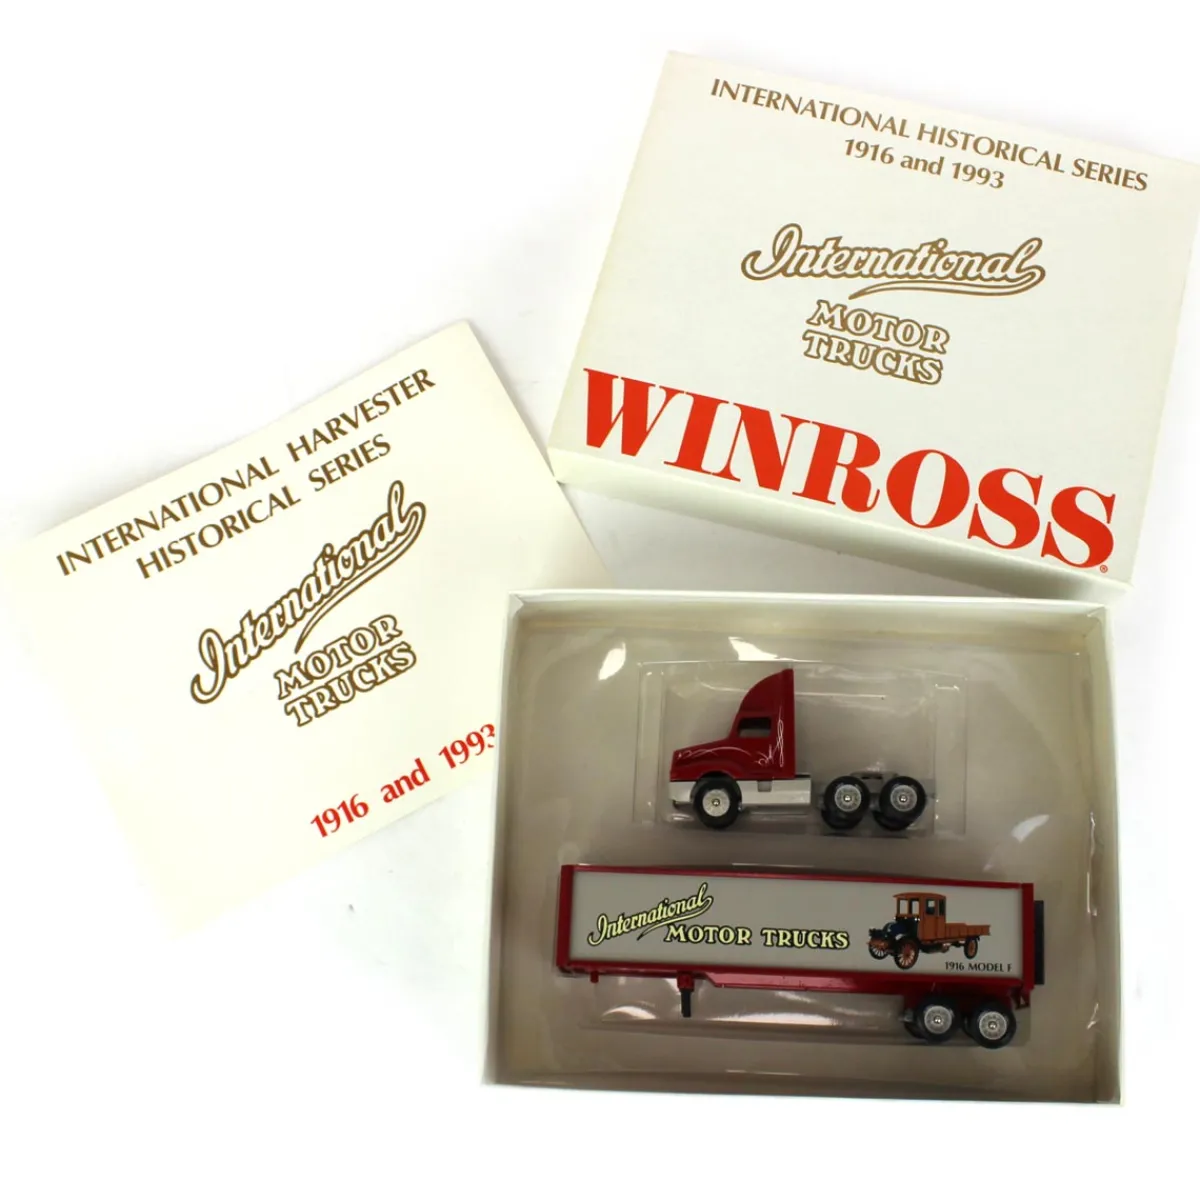 INTERNATIONAL HISTORICAL SERIES
1916 and 1993
International
MOTOR
TRUCKS
WINROSS®
INTERNATIONAL HARVESTER
HISTORICAL SERIES
International
MOTOR
TRUCKS
1916 and 1993
International
MOTOR TRUCKS
1916 MODEL F